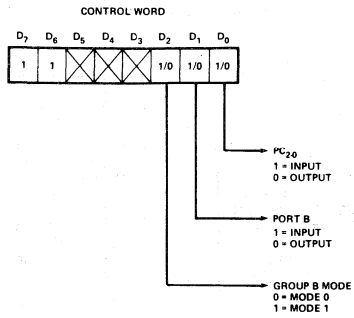 CONTROL WORD
D7 D6 D5 D4 D3 D2 D1 D0
1 1 1/0 1/0 1/0
PC2-0
1 = INPUT
0 = OUTPUT
PORT B
1 = INPUT
0 = OUTPUT
GROUP B MODE
0 = MODE 0
1 = MODE 1